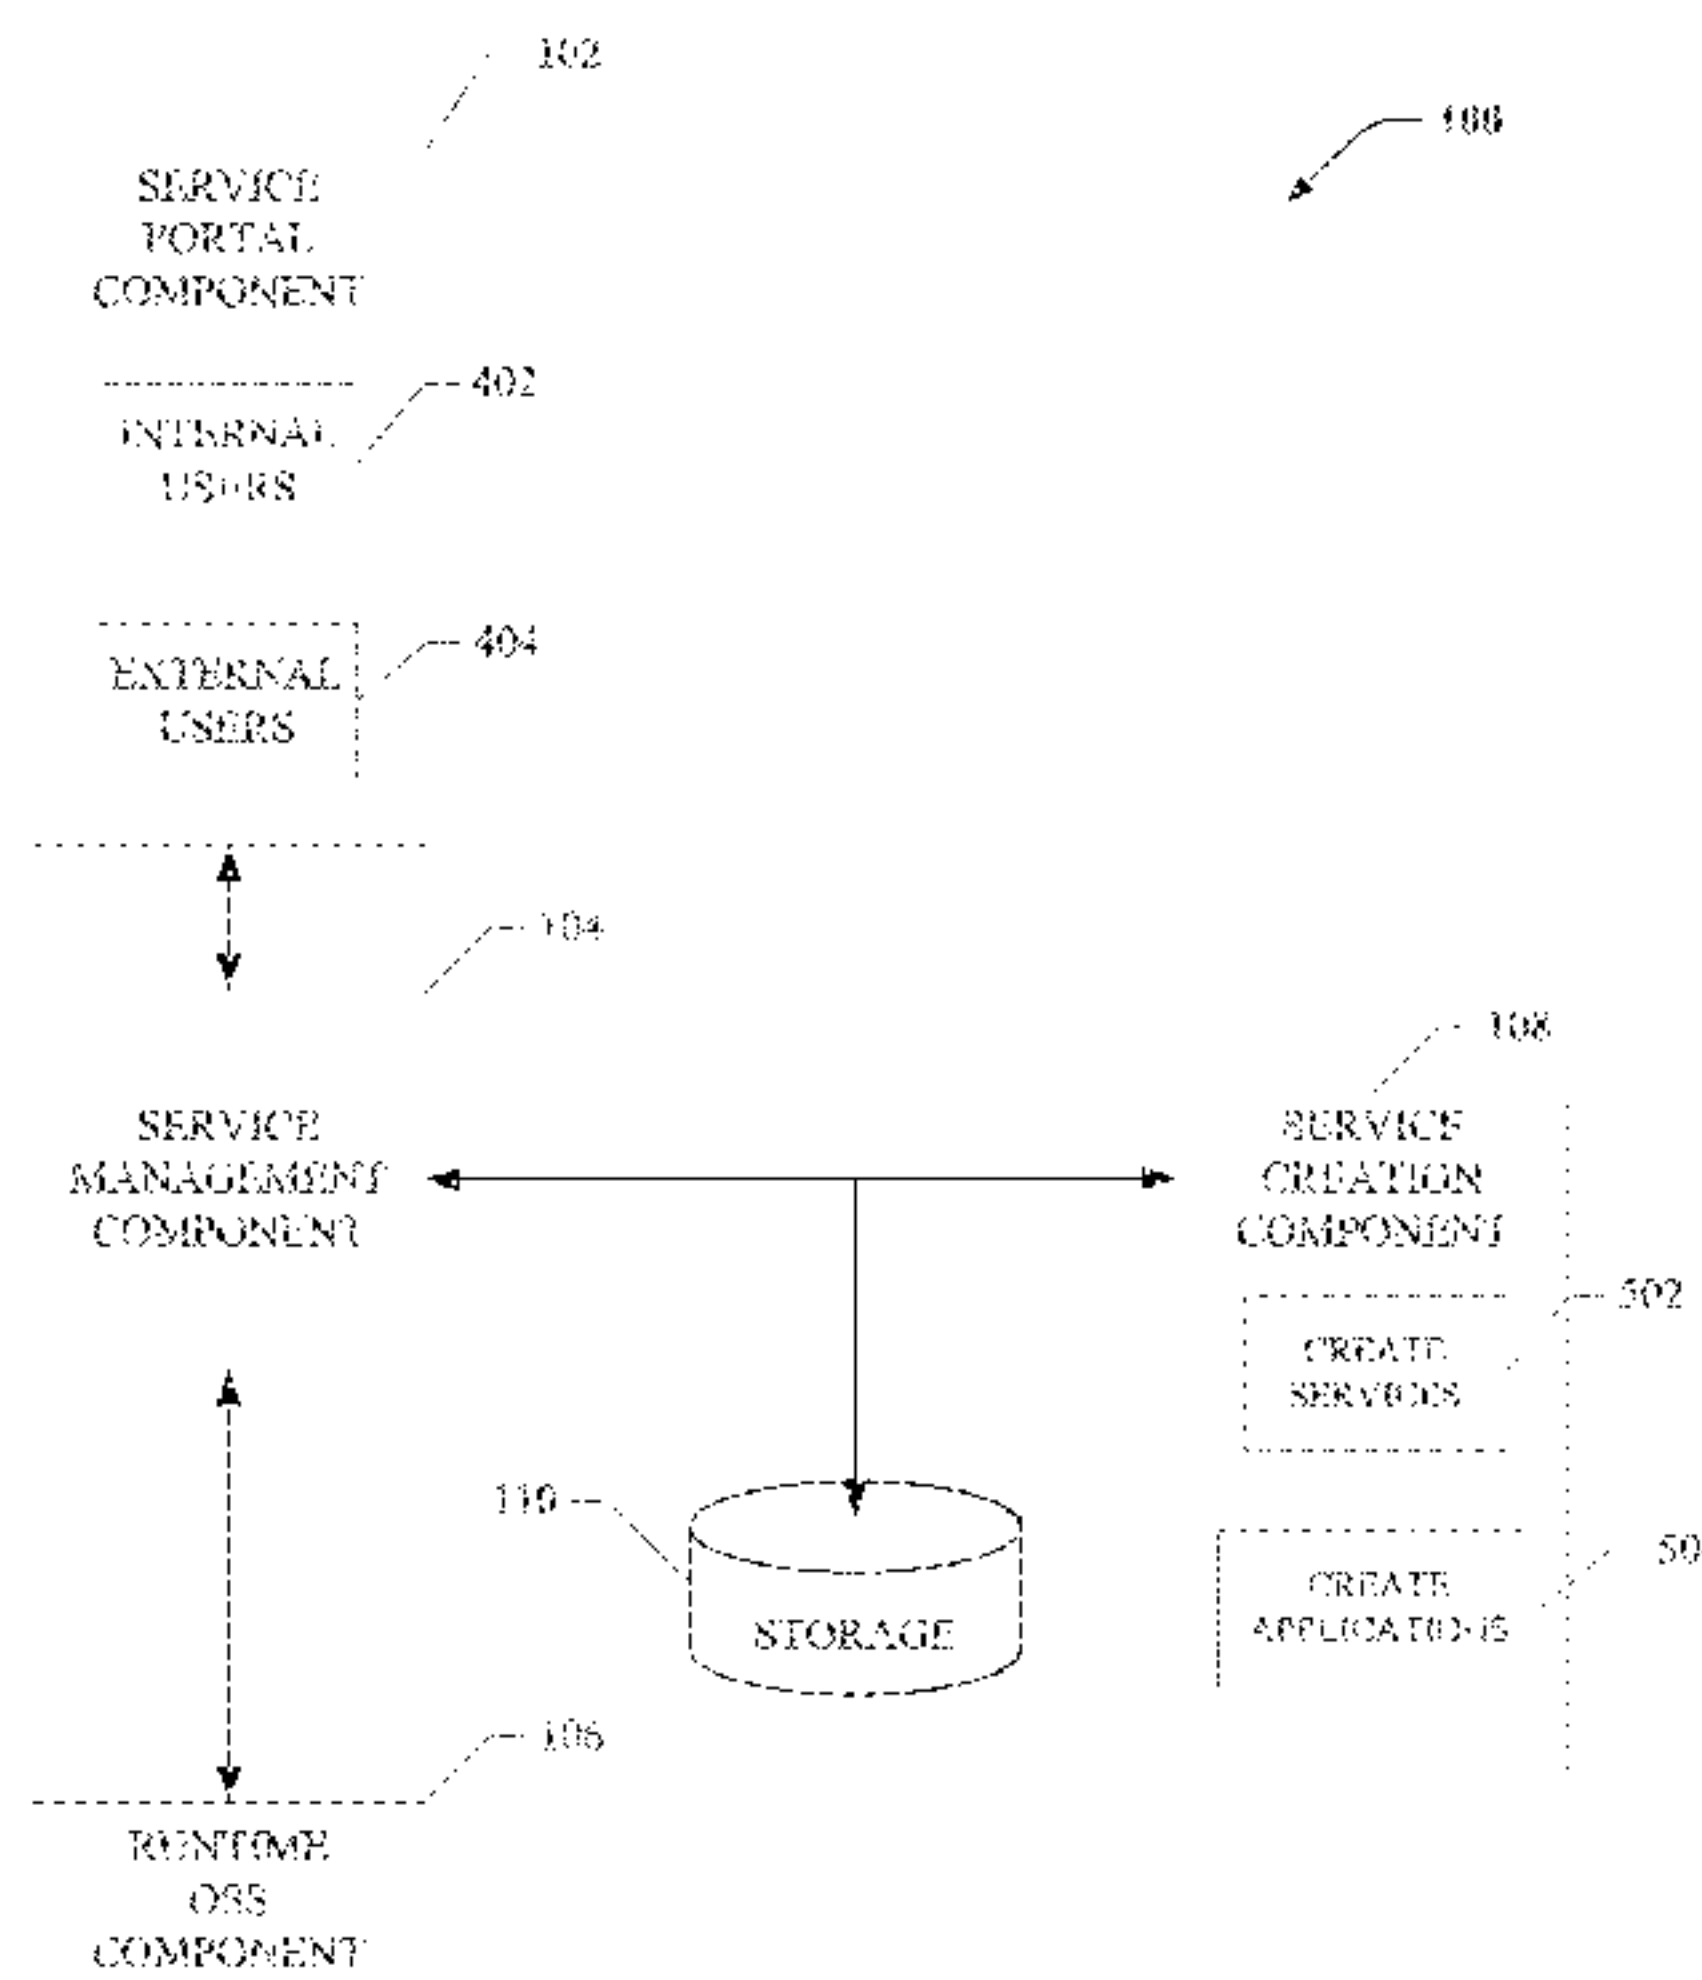 102
100
SERVICE
PORTAL
COMPONENT
402
INTERNAL
USERS
404
EXTERNAL
USERS
104
108
SERVICE
MANAGEMENT
COMPONENT
SERVICE
CREATION
COMPONENT
502
CREATE
SERVICES
110
50
CREATE
APPLICATIONS
STORAGE
106
RUNTIME
OSS
COMPONENT